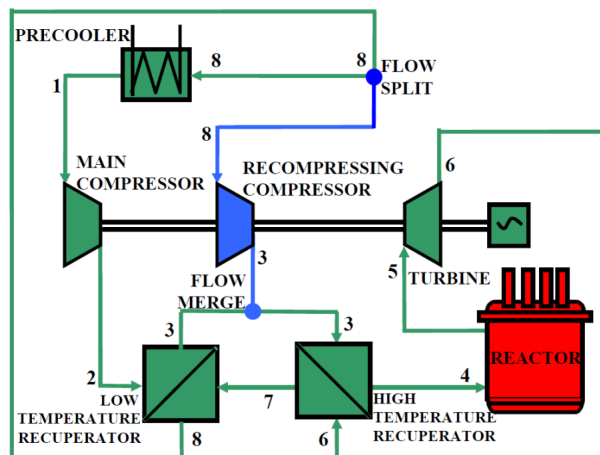 PRECOOLER
8
8
FLOW
SPLIT
1
8
MAIN
COMPRESSOR
RECOMPRESSING
COMPRESSOR
6
3
FLOW
MERGE
5
TURBINE
3
3
REACTOR
2
LOW
TEMPERATURE
RECUPERATOR
7
4
HIGH
TEMPERATURE
RECUPERATOR
8
6